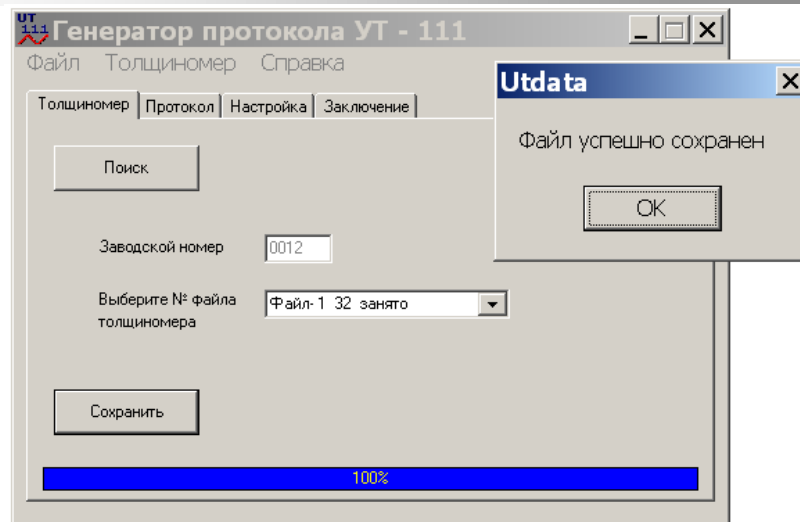 UT
111
Генератор протокола УТ - 111
Файл Толщиномер Справка
Толщиномер Протокол Настройка Заключение
Utdata
Файл успешно сохранен
OK
Поиск
Заводской номер 0012
Выберите № файла
толщиномера
Файл-1 32 занято
Сохранить
100%